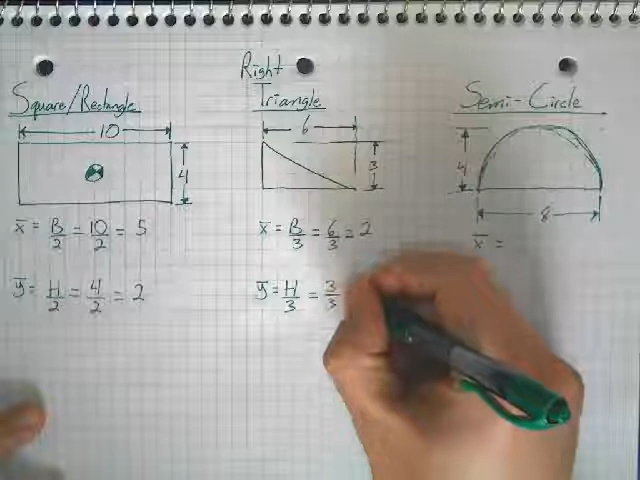 Square/Rectangle
10
4
x̄ = B/2 = 10/2 = 5
ȳ = H/2 = 4/2 = 2
Right
Triangle
6
3
x̄ = B/3 = 6/3 = 2
ȳ = H/3 = 3/3
Semi-Circle
4
8
x̄ =